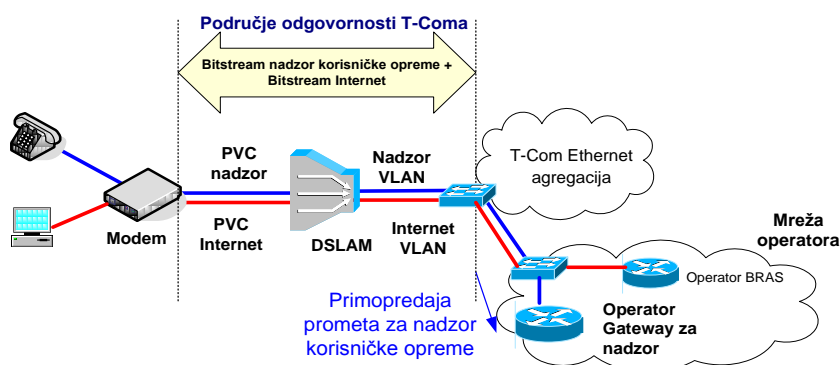 Područje odgovornosti T-Coma
Bitstream nadzor korisničke opreme +
Bitstream Internet
PVC
nadzor
Nadzor
VLAN
T-Com Ethernet
agregacija
Modem
PVC
Internet
DSLAM
Internet
VLAN
Mreža
operatora
Operator BRAS
Primopredaja
prometa za nadzor
korisničke opreme
Operator
Gateway za
nadzor